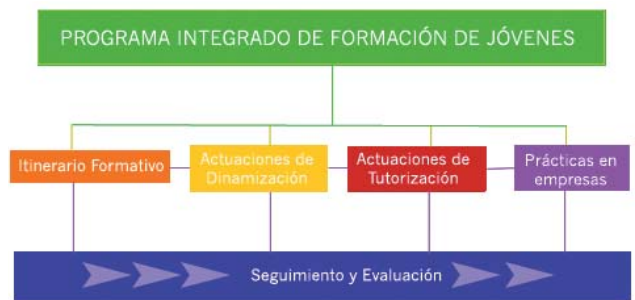 PROGRAMA INTEGRADO DE FORMACIÓN DE JÓVENES
Itinerario Formativo
Actuaciones de
Dinamización
Actuaciones de
Tutorización
Prácticas en
empresas
Seguimiento y Evaluación